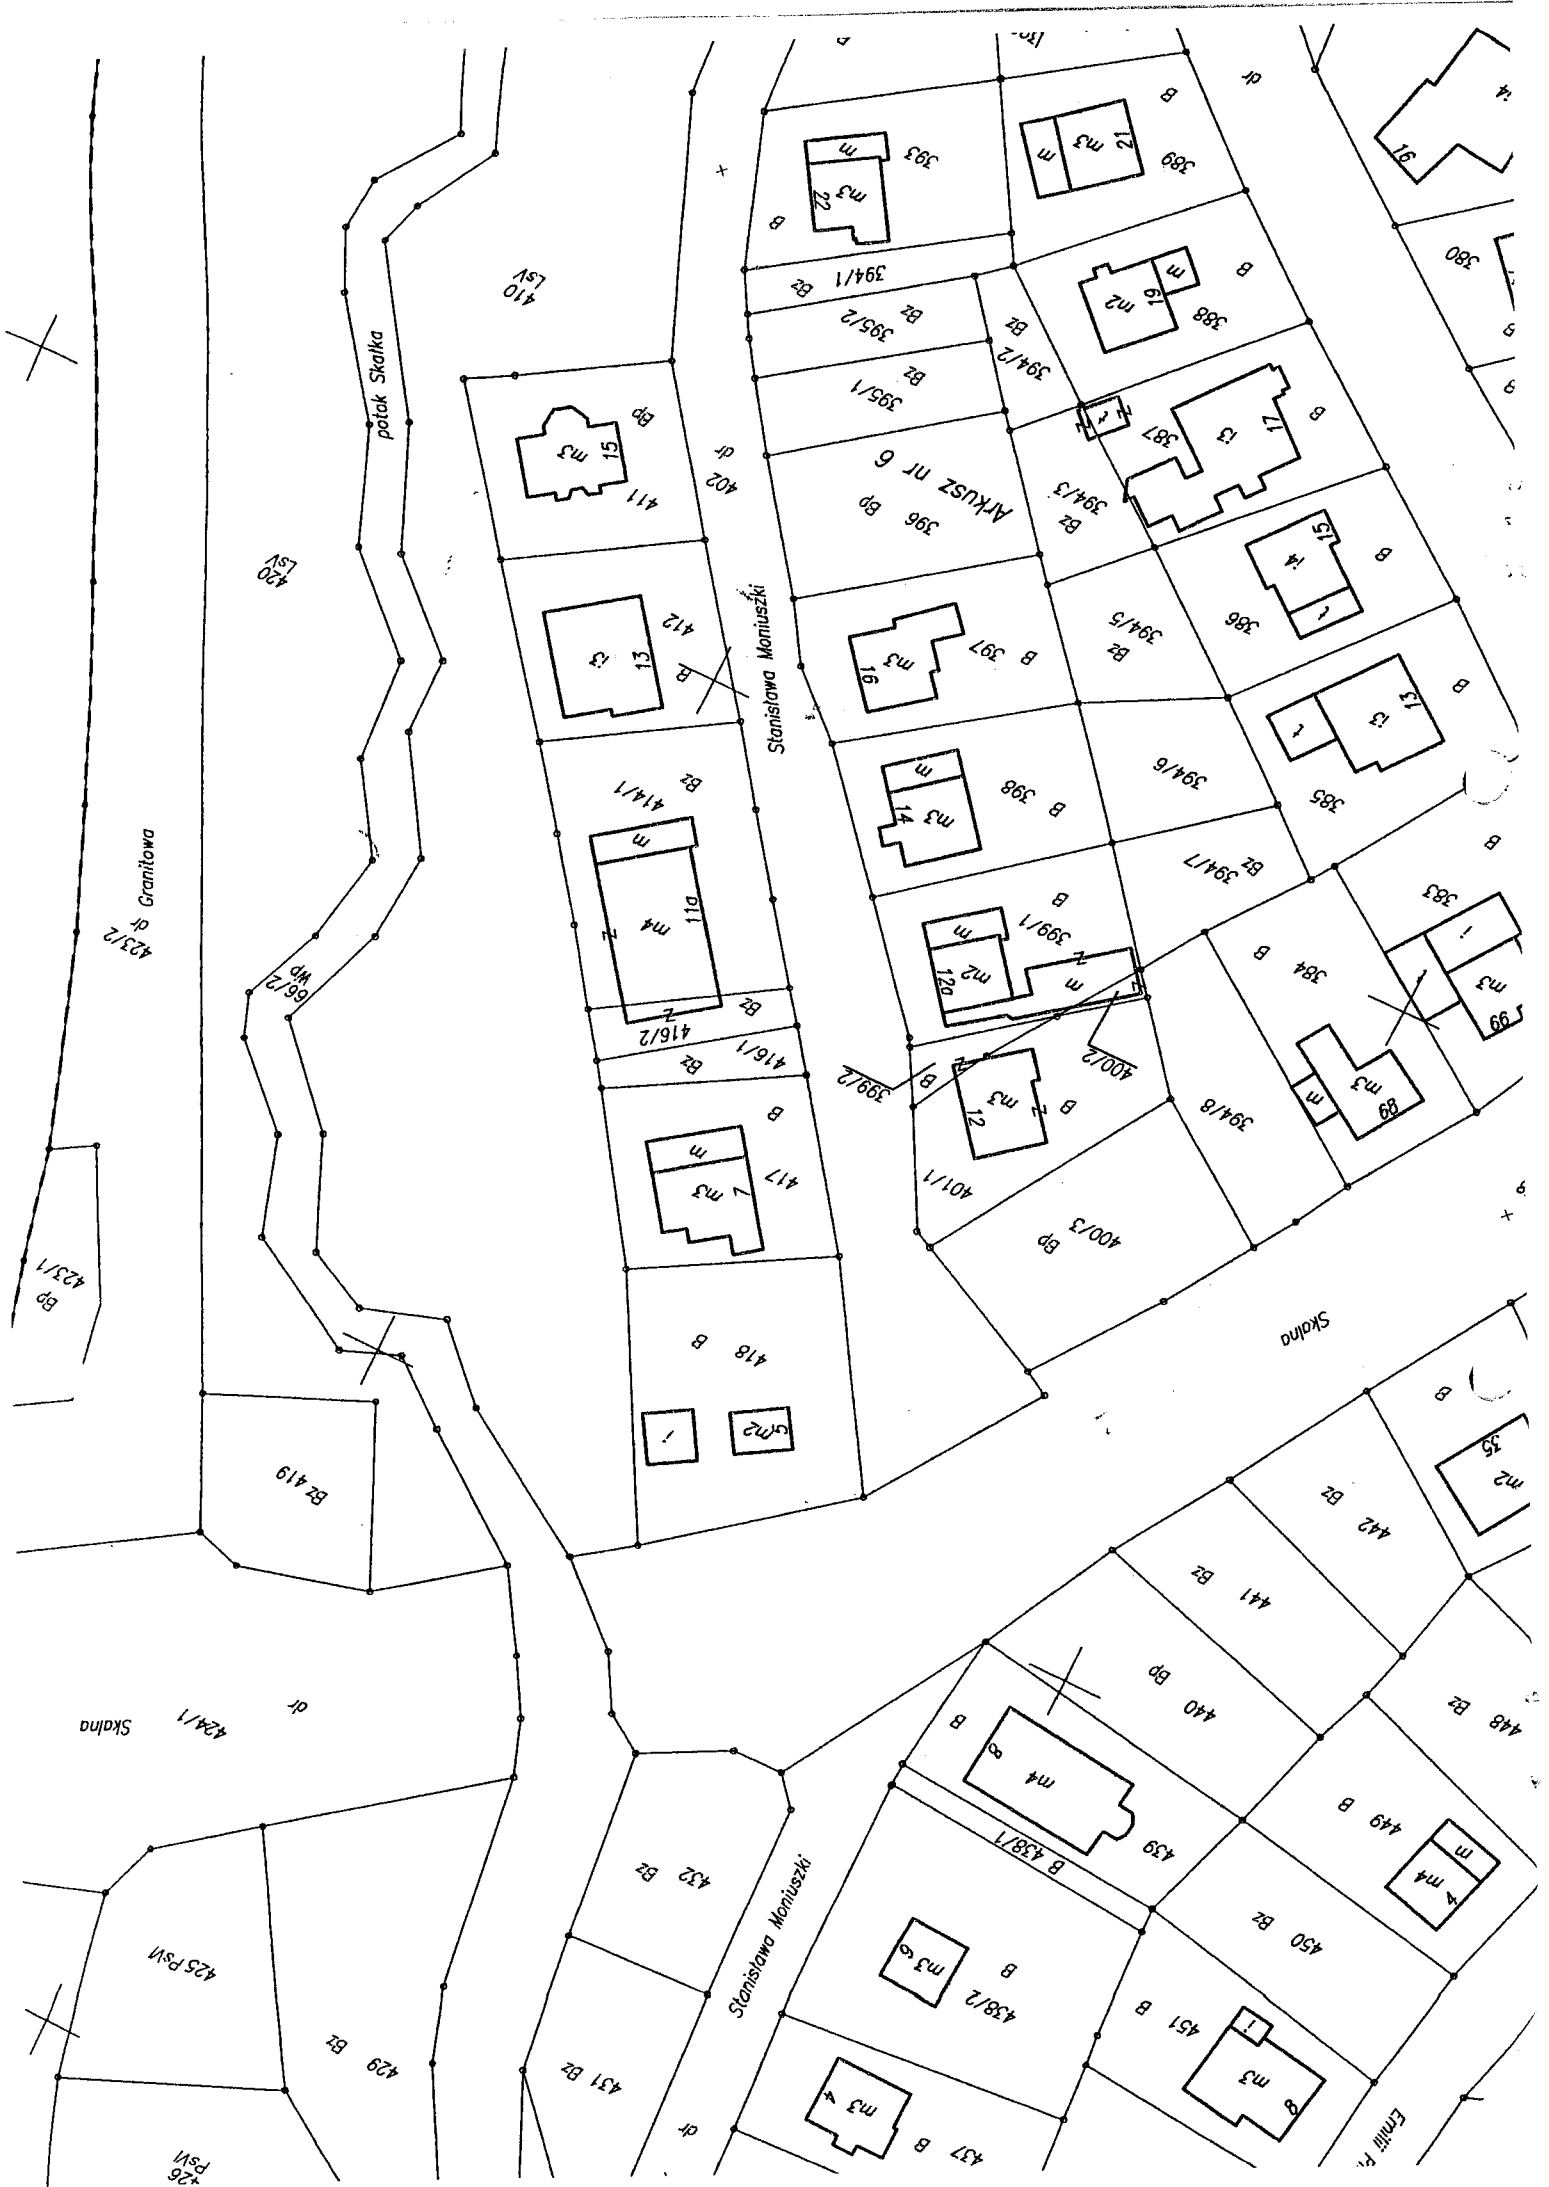 B
dr
i4
16
m
m3
22
393
B
m
m3
21
B
389
380
394/1
Bz
m2
19
m
B
388
410
LsV
395/2
Bz
Bz
394/2
395/1
Bz
potok Skałka
m3
15
Bp
411
dr
402
t
387
i3
17
B
Arkusz nr 6
Bp
396
394/3
Bz
i4
15
t
B
386
420
LsV
i3
13
412
B
Stanisława Moniuszki
m3
16
397
B
394/5
Bz
t
i3
13
B
385
414/1
Bz
m
m3
14
398
B
394/6
394/7
Bz
B
383
423/2
dr Granitowa
m
m4
11a
Z
Z
m
m2
12a
399/1
B
m
Z
Z
B
384
t
i
m3
99
66/2
Wp
416/2
Bz
416/1
Bz
399/2
B
400/2
m3
12
Z
Z
B
401/1
394/8
m
m3
89
B
m
m3
7
417
400/3
Bp
423/1
Bp
418
B
Skalna
i
m2
5
Bz 419
B
35
m2
442
Bz
441
Bz
440
Bp
Skalna
424/1
dr
B
8
m4
439
438/1
B
448
Bz
449
B
m
m4
4
432
Bz
Stanisława Moniuszki
450
Bz
425 PsVI
m3
6
438/2
B
451
B
i
m3
8
429
Bz
431 Bz
dr
m3
4
437
B
426
PsVI